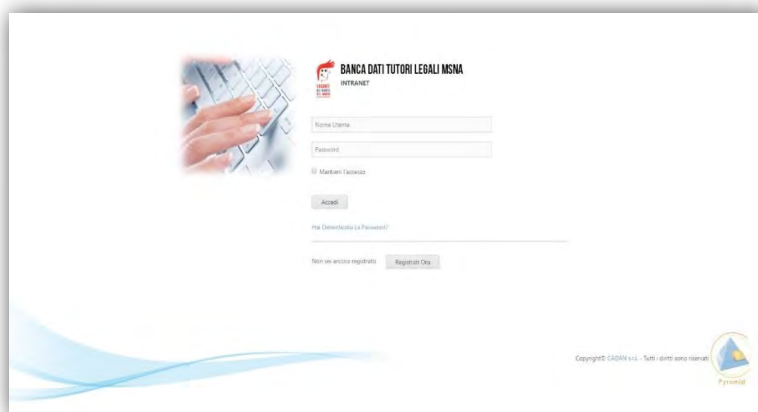 BANCA DATI TUTORI LEGALI MSNA
INTRANET
Nome Utente
Password
Mantieni l'accesso
Accedi
Hai Dimenticato La Password?
Non sei ancora registrato Registrati Ora
Copyright© CADAN s.r.l. - Tutti i diritti sono riservati
Pyramid